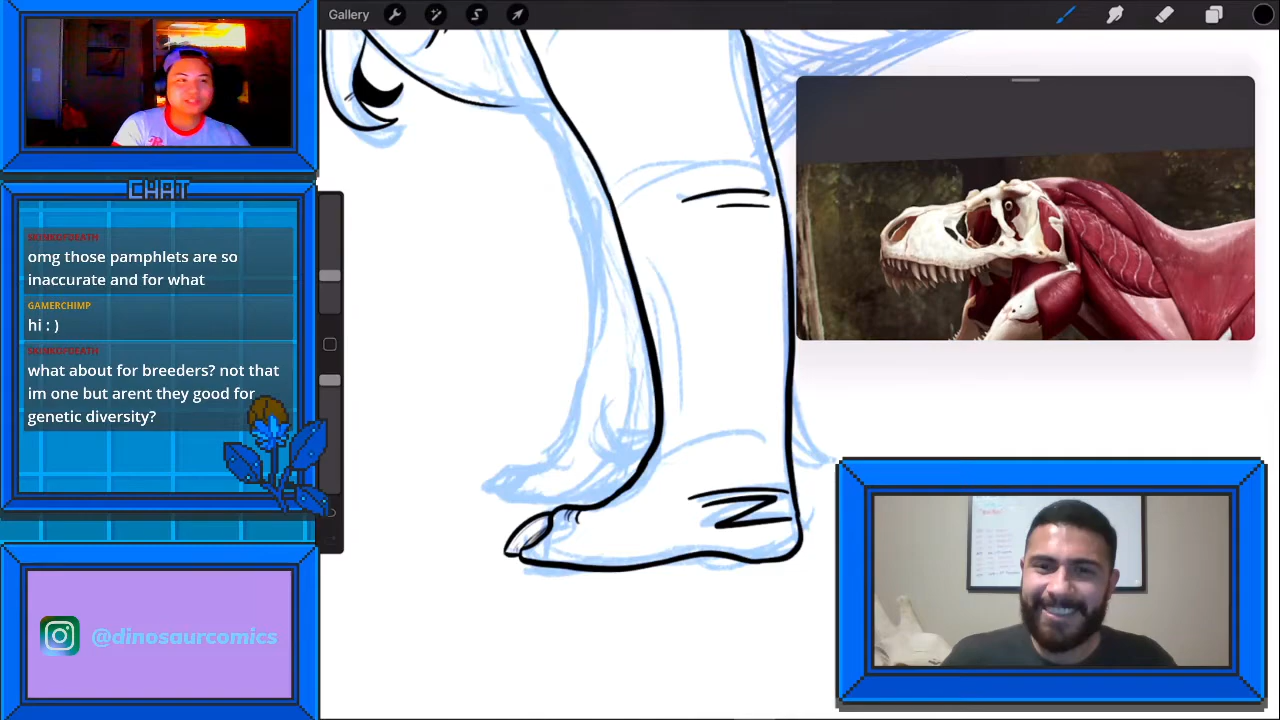 Gallery
CHAT
omg those pamphlets are so
inaccurate and for what
GAMERCHIMP
hi : )
what about for breeders? not that
im one but arent they good for
genetic diversity?
@dinosaurcomics